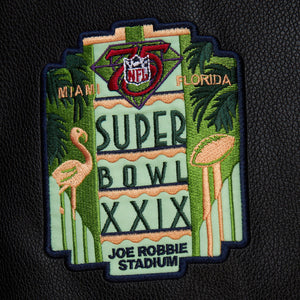 75
NFL
MIAMI FLORIDA
SUPER
BOWL
XXIX
JOE ROBBIE
STADIUM